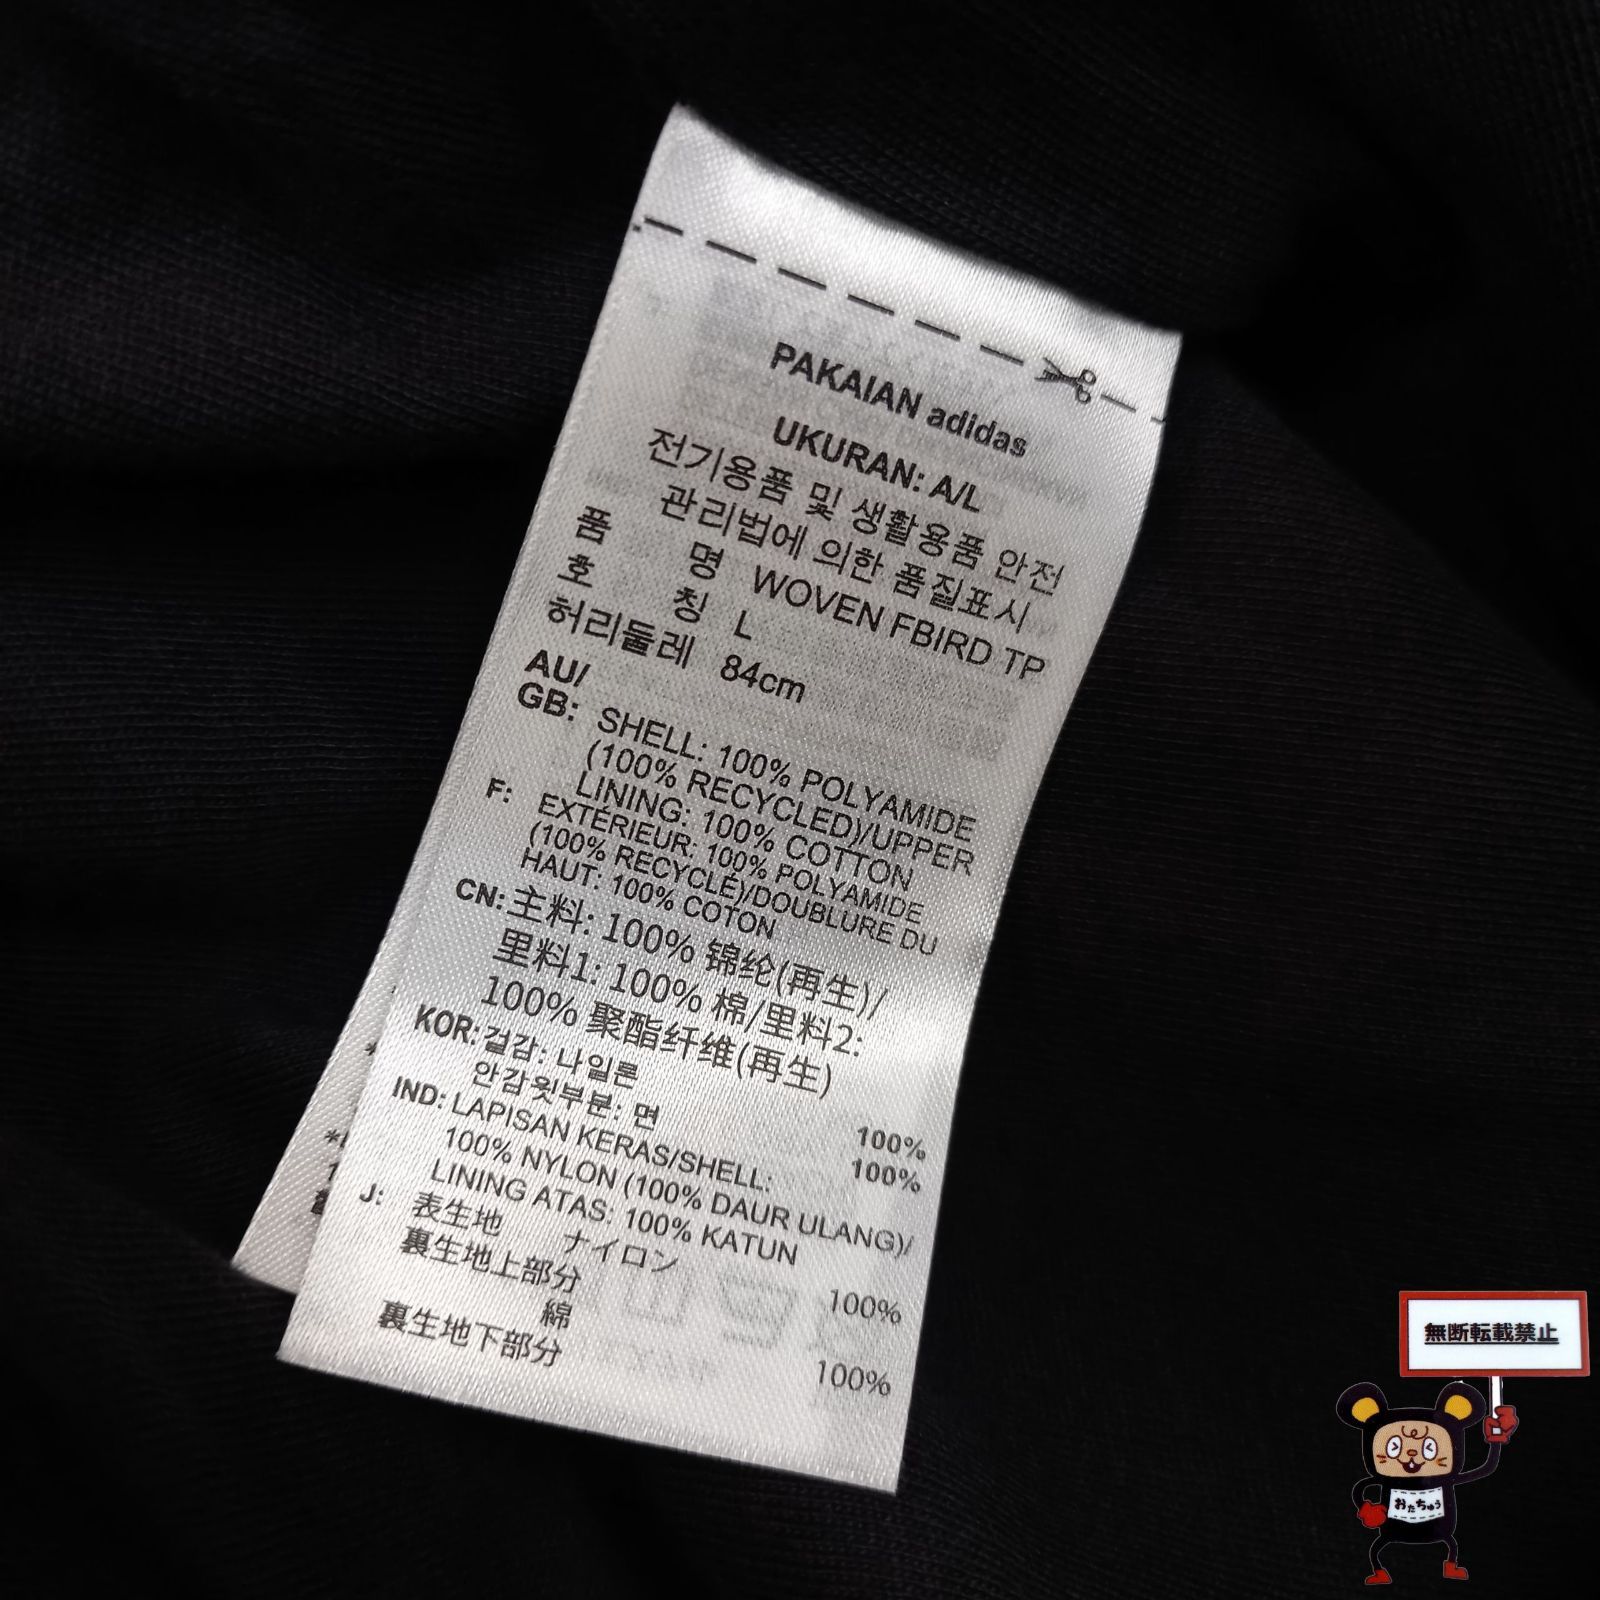 PAKAIAN adidas
UKURAN: A/L
전기용품 및 생활용품 안전
관리법에 의한 품질표시
품 명 WOVEN FBIRD TP
호 칭 L
허리둘레 84cm
AU/
GB: SHELL: 100% POLYAMIDE
(100% RECYCLED)/UPPER
LINING: 100% COTTON
F: EXTÉRIEUR: 100% POLYAMIDE
(100% RECYCLÉ)/DOUBLURE DU
HAUT: 100% COTON
CN: 主料: 100% 锦纶(再生)/
里料1: 100% 棉/里料2:
100% 聚酯纤维(再生)
KOR: 겉감: 나일론 100%
안감윗부분: 면 100%
IND: LAPISAN KERAS/SHELL:
100% NYLON (100% DAUR ULANG)/
LINING ATAS: 100% KATUN
J: 表生地 ナイロン 100%
裏生地上部分
綿 100%
裏生地下部分
無断転載禁止
おたちゅう